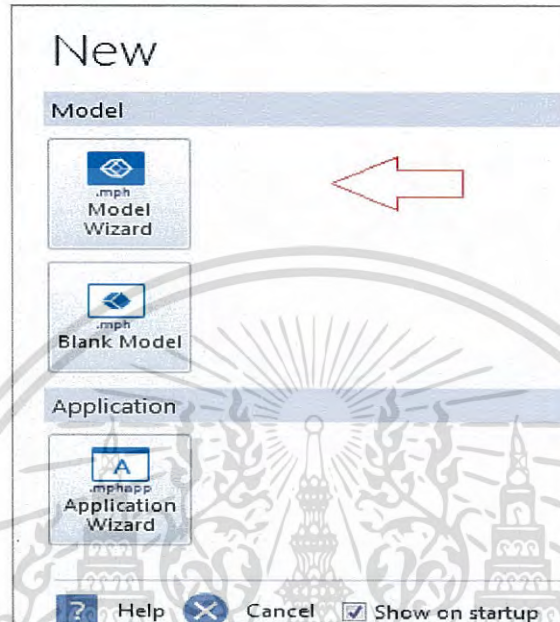 New
Model
.mph
Model
Wizard
.mph
Blank Model
Application
A
.mphapp
Application
Wizard
? Help Cancel Show on startup